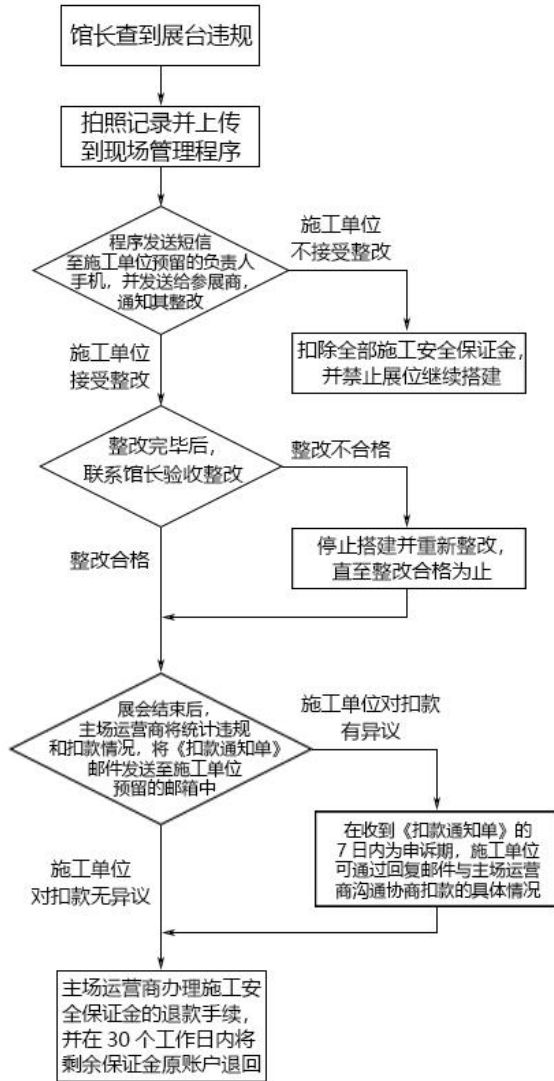 馆长查到展台违规
拍照记录并上传
到现场管理程序
程序发送短信
至施工单位预留的负责人
手机，并发送给参展商，
通知其整改
施工单位
不接受整改
施工单位
接受整改
扣除全部施工安全保证金，
并禁止展位继续搭建
整改完毕后，
联系馆长验收整改
整改不合格
整改合格
停止搭建并重新整改，
直至整改合格为止
展会结束后，
主场运营商将统计违规
和扣款情况，将《扣款通知单》
邮件发送至施工单位
预留的邮箱中
施工单位对扣款
有异议
在收到《扣款通知单》的
7日内为申诉期，施工单位
可通过回复邮件与主场运营
商沟通协商扣款的具体情况
施工单位
对扣款无异议
主场运营商办理施工安
全保证金的退款手续，
并在 30 个工作日内将
剩余保证金原账户退回